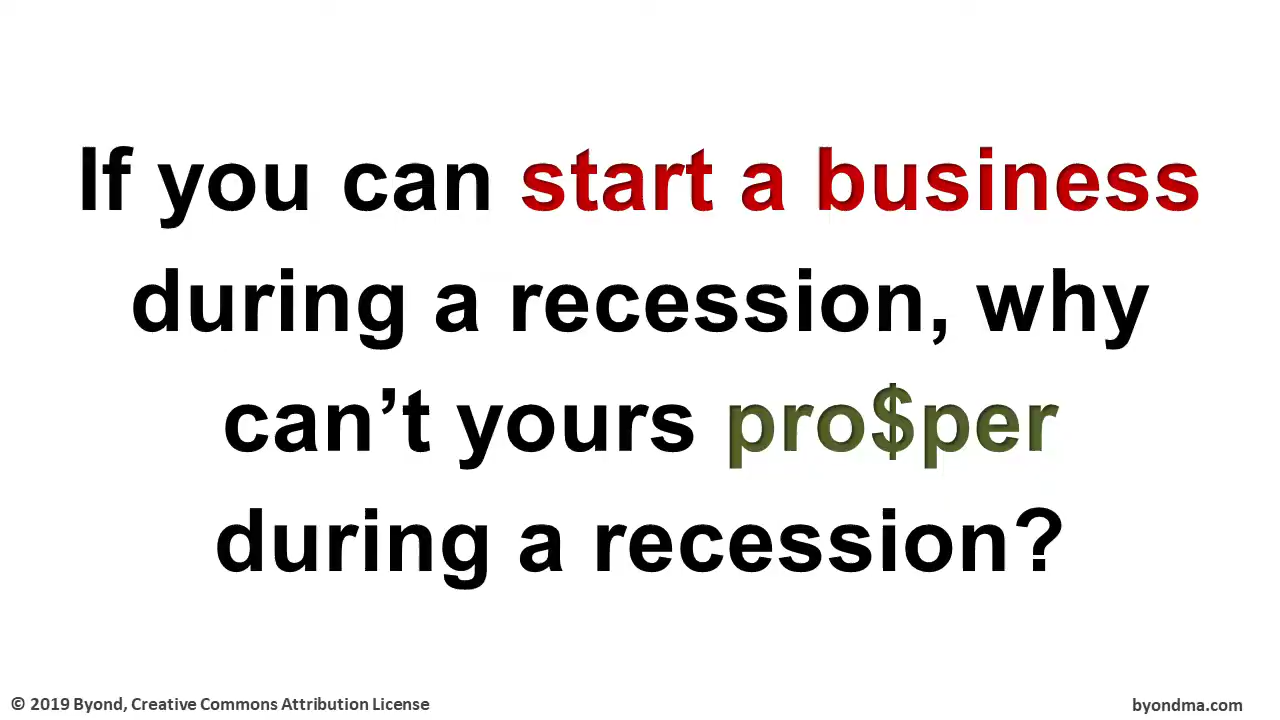 If you can start a business
during a recession, why
can’t yours pro$per
during a recession?
© 2019 Byond, Creative Commons Attribution License
byondma.com